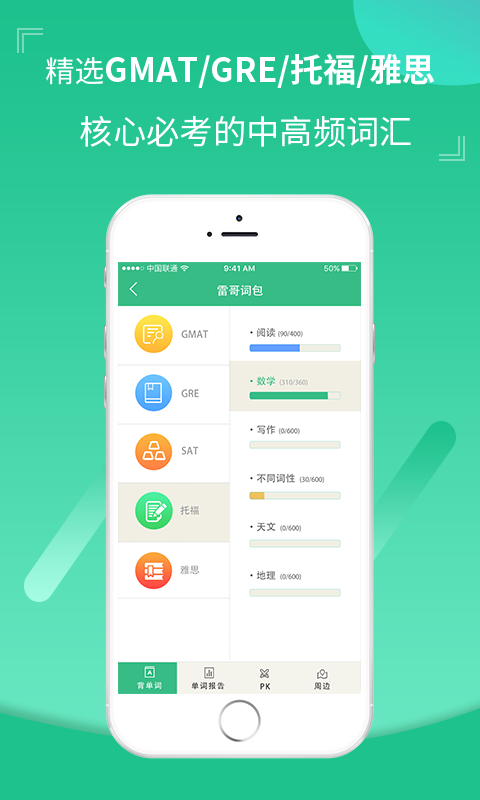 精选GMAT/GRE/托福/雅思
核心必考的中高频词汇
中国联通 9:41 AM 50%
雷哥词包
GMAT
GRE
SAT
托福
雅思
· 阅读 (90/400)
· 数学 (310/360)
· 写作 (0/600)
· 不同词性 (30/600)
· 天文 (0/600)
· 地理 (0/600)
A
背单词 单词报告 PK 周边